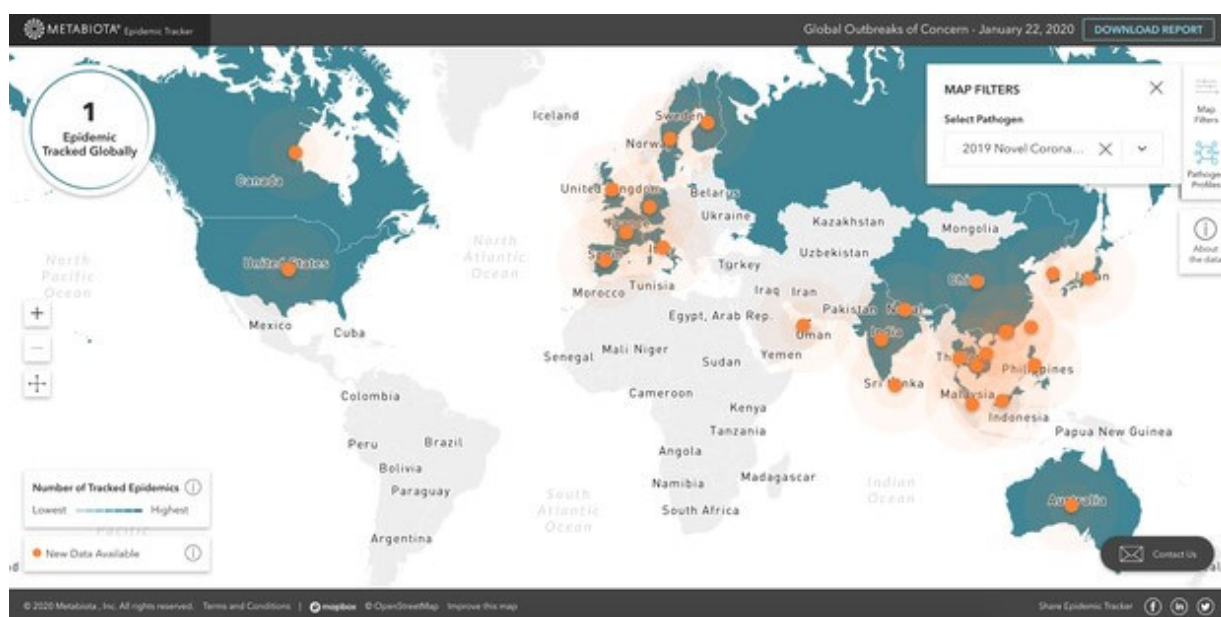 METABIOTA® Epidemic Tracker
Global Outbreaks of Concern - January 22, 2020
DOWNLOAD REPORT
1
Epidemic
Tracked Globally
MAP FILTERS
Select Pathogen
2019 Novel Corona...
Map
Filters
Pathogen
Profiles
About
the data
Iceland
Sweden
Norway
Canada
United Kingdom
Belarus
Ukraine
Kazakhstan
Mongolia
North
Pacific
Ocean
United States
North
Atlantic
Ocean
Spain
Italy
Turkey
Uzbekistan
China
Japan
Morocco
Tunisia
Iraq
Iran
Pakistan
Nepal
Mexico
Cuba
Egypt, Arab Rep.
Oman
India
Senegal
Mali
Niger
Sudan
Yemen
Philippines
Sri Lanka
Malaysia
Colombia
Cameroon
Kenya
Indonesia
Tanzania
Papua New Guinea
Peru
Brazil
Angola
Bolivia
Namibia
Madagascar
Indian
Ocean
Paraguay
South
Atlantic
Ocean
South Africa
Australia
Argentina
Number of Tracked Epidemics
Lowest
Highest
Pacific
New Data Available
Contact Us
© 2020 Metabiota, Inc. All rights reserved. Terms and Conditions | mapbox © OpenStreetMap Improve this map
Share Epidemic Tracker